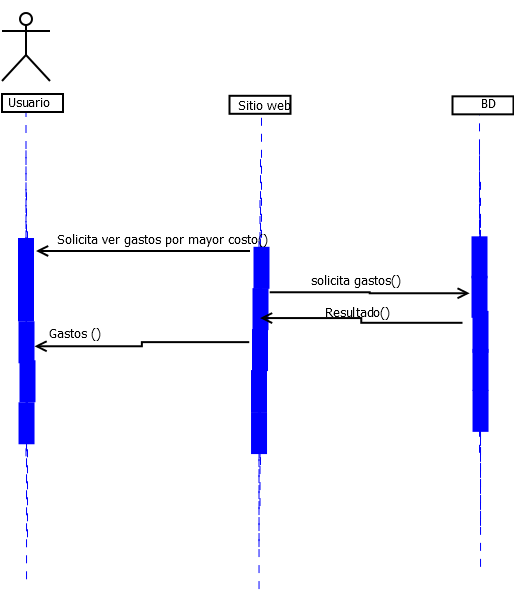 Usuario
Sitio web
BD
Solicita ver gastos por mayor costo()
solicita gastos()
Resultado()
Gastos ()